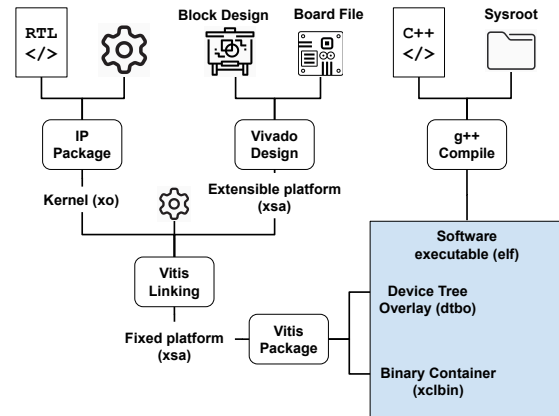 Block Design
Board File
Sysroot
RTL
</>
C++
</>
IP
Package
Vivado
Design
g++
Compile
Kernel (xo)
Extensible platform
(xsa)
Software
executable (elf)
Vitis
Linking
Device Tree
Overlay (dtbo)
Fixed platform
(xsa)
Vitis
Package
Binary Container
(xclbin)